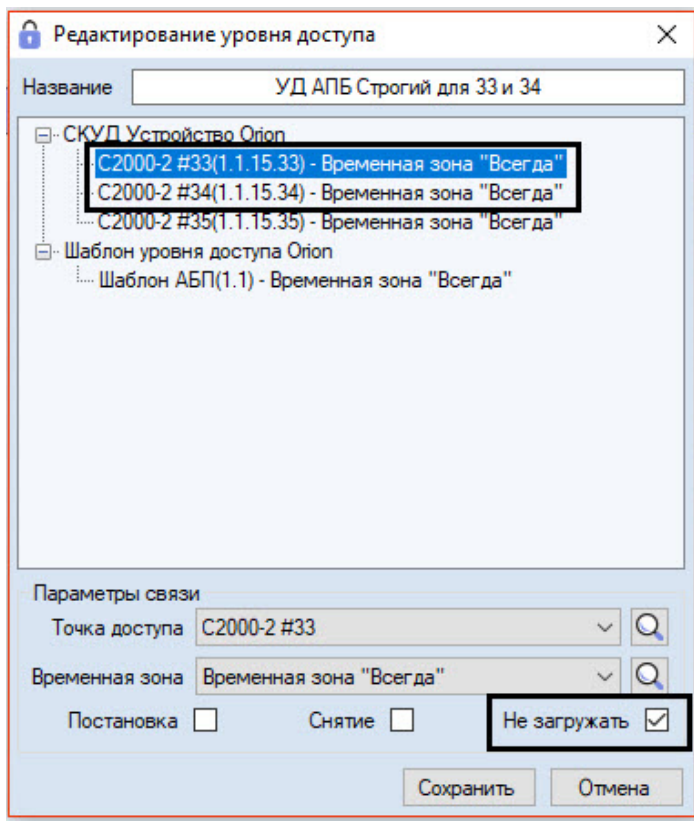 Редактирование уровня доступа
Название УД АПБ Строгий для 33 и 34
СКУД Устройство Orion
С2000-2 #33(1.1.15.33) - Временная зона "Всегда"
С2000-2 #34(1.1.15.34) - Временная зона "Всегда"
С2000-2 #35(1.1.15.35) - Временная зона "Всегда"
Шаблон уровня доступа Orion
Шаблон АБП(1.1) - Временная зона "Всегда"
Параметры связи
Точка доступа С2000-2 #33
Временная зона Временная зона "Всегда"
Постановка Снятие Не загружать
Сохранить Отмена